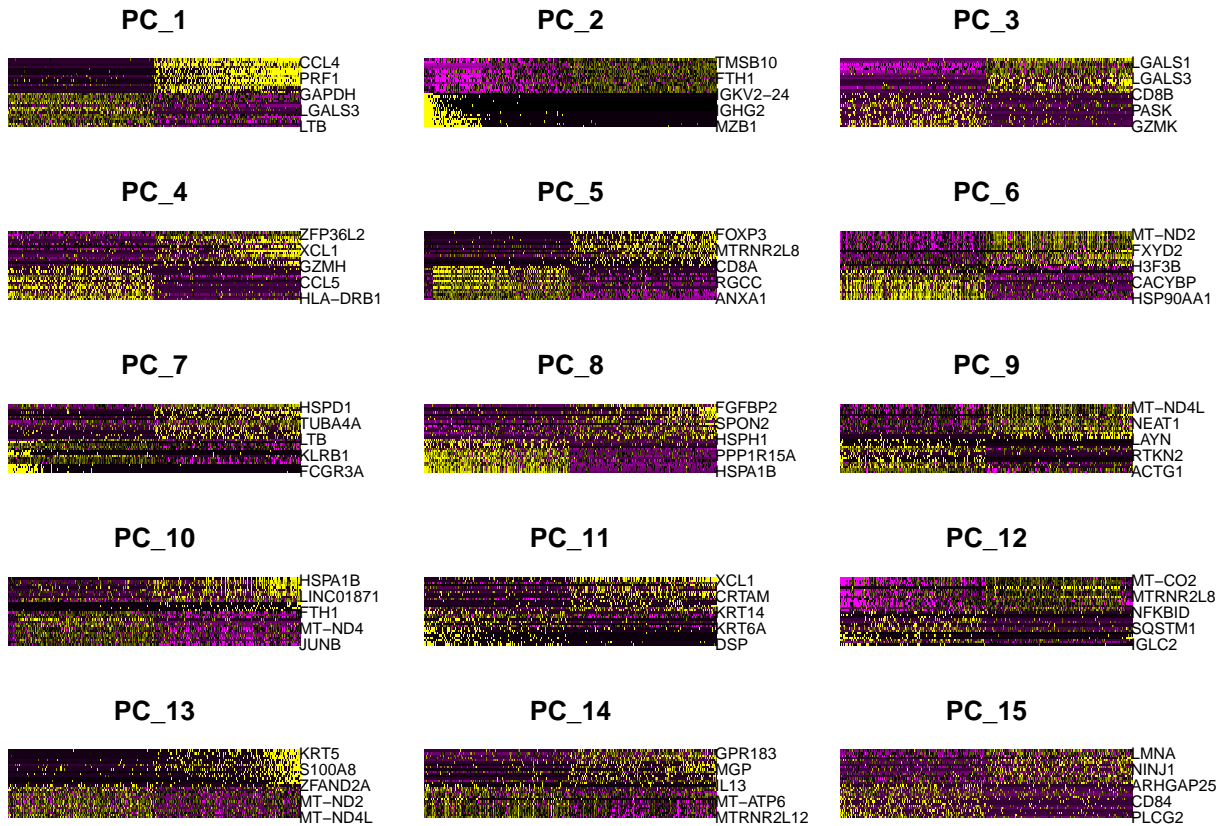 PC_1
CCL4
PRF1
GAPDH
LGALS3
LTB
PC_2
TMSB10
FTH1
IGKV2−24
IGHG2
MZB1
PC_3
LGALS1
LGALS3
CD8B
PASK
GZMK
PC_4
ZFP36L2
XCL1
GZMH
CCL5
HLA−DRB1
PC_5
FOXP3
MTRNR2L8
CD8A
RGCC
ANXA1
PC_6
MT−ND2
FXYD2
H3F3B
CACYBP
HSP90AA1
PC_7
HSPD1
TUBA4A
LTB
KLRB1
FCGR3A
PC_8
FGFBP2
SPON2
HSPH1
PPP1R15A
HSPA1B
PC_9
MT−ND4L
NEAT1
LAYN
RTKN2
ACTG1
PC_10
HSPA1B
LINC01871
FTH1
MT−ND4
JUNB
PC_11
XCL1
CRTAM
KRT14
KRT6A
DSP
PC_12
MT−CO2
MTRNR2L8
NFKBID
SQSTM1
IGLC2
PC_13
KRT5
S100A8
ZFAND2A
MT−ND2
MT−ND4L
PC_14
GPR183
MGP
IL13
MT−ATP6
MTRNR2L12
PC_15
LMNA
NINJ1
ARHGAP25
CD84
PLCG2